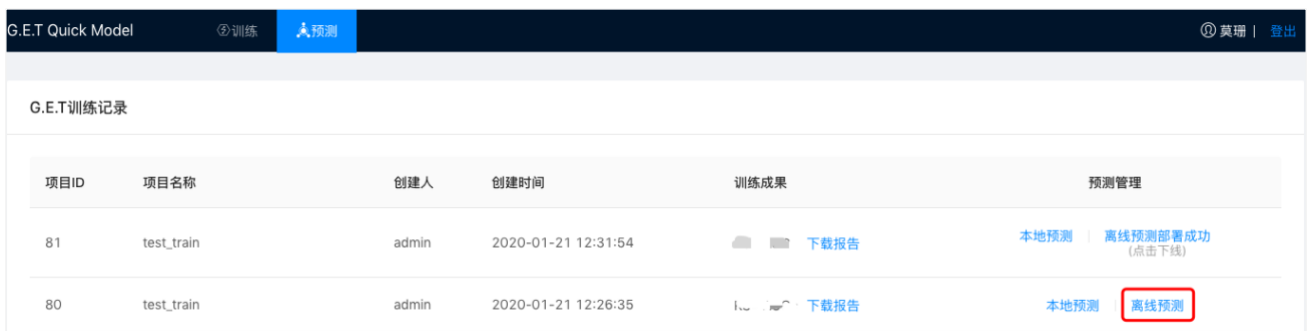 G.E.T Quick Model 训练 预测 莫珊 | 登出
G.E.T训练记录
项目ID 项目名称 创建人 创建时间 训练成果 预测管理
81 test_train admin 2020-01-21 12:31:54 下载报告 本地预测 离线预测部署成功
(点击下线)
80 test_train admin 2020-01-21 12:26:35 下载报告 本地预测 离线预测